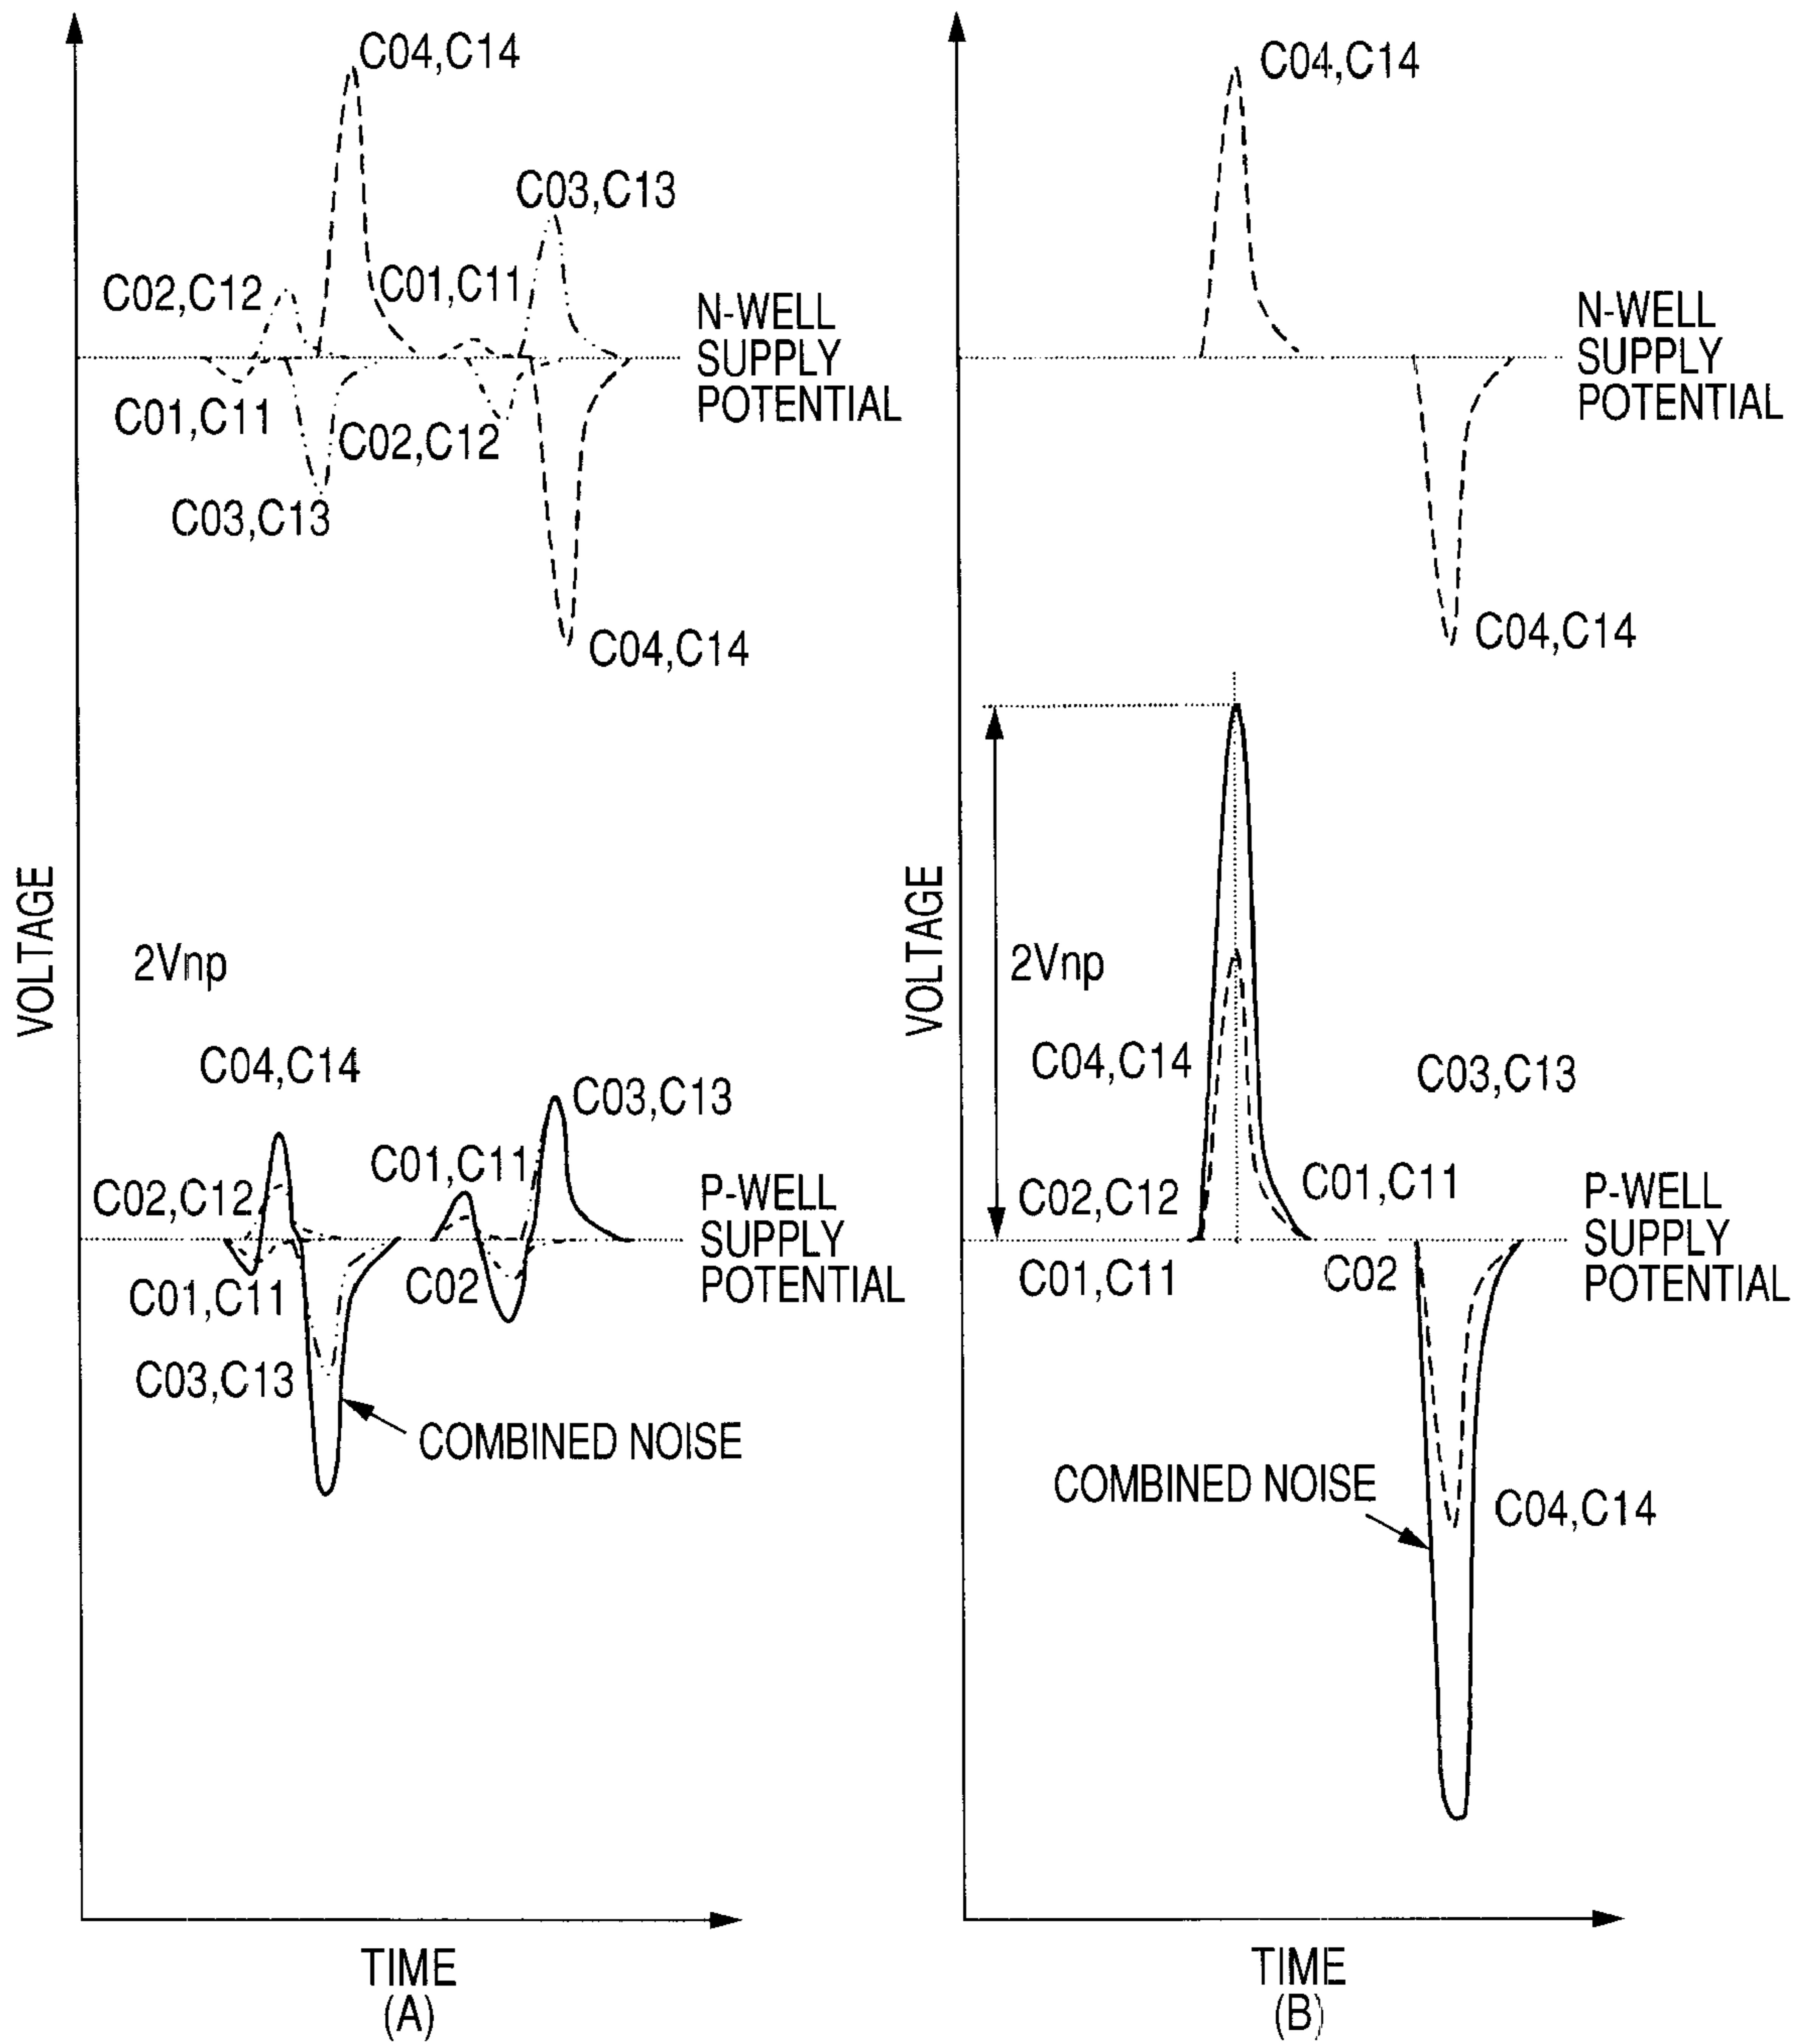 C04,C14
C03,C13
C02,C12
C01,C11
N-WELL
SUPPLY
POTENTIAL
C01,C11
C02,C12
C03,C13
C04,C14
VOLTAGE
2Vnp
C04,C14
C03,C13
C01,C11
C02,C12
P-WELL
SUPPLY
POTENTIAL
C01,C11
C02
C03,C13
COMBINED NOISE
TIME
(A)
C04,C14
N-WELL
SUPPLY
POTENTIAL
C04,C14
VOLTAGE
2Vnp
C04,C14
C03,C13
C02,C12
C01,C11
P-WELL
SUPPLY
POTENTIAL
C01,C11
C02
COMBINED NOISE
C04,C14
TIME
(B)